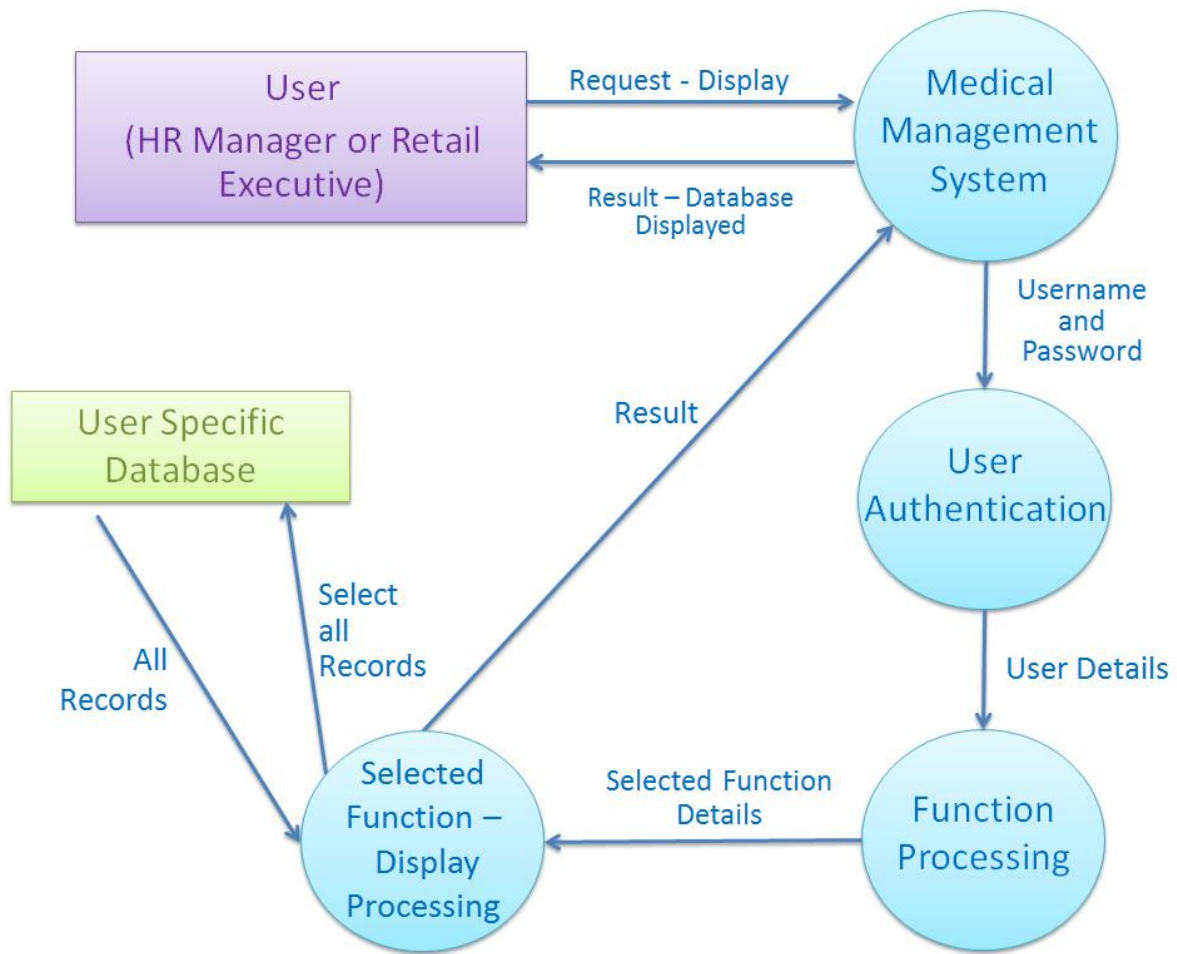 User
(HR Manager or Retail
Executive)
Request - Display
Result – Database
Displayed
Medical
Management
System
Username
and
Password
User Specific
Database
Result
User
Authentication
Select
all
Records
All
Records
User Details
Selected
Function –
Display
Processing
Selected Function
Details
Function
Processing